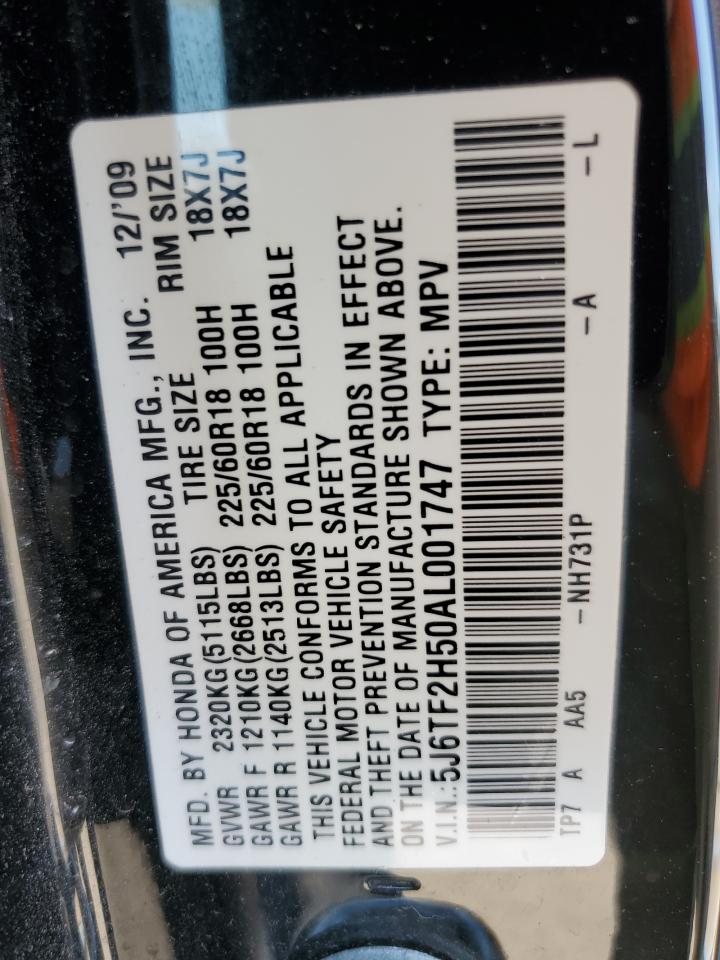 MFD. BY HONDA OF AMERICA MFG., INC. 12/'09
GVWR 2320KG(5115LBS) TIRE SIZE RIM SIZE
GAWR F 1210KG(2668LBS) 225/60R18 100H 18X7J
GAWR R 1140KG(2513LBS) 225/60R18 100H 18X7J
THIS VEHICLE CONFORMS TO ALL APPLICABLE
FEDERAL MOTOR VEHICLE SAFETY
AND THEFT PREVENTION STANDARDS IN EFFECT
ON THE DATE OF MANUFACTURE SHOWN ABOVE.
V.I.N.:5J6TF2H50AL001747 TYPE: MPV
TP7 A AA5 -NH731P -A -L